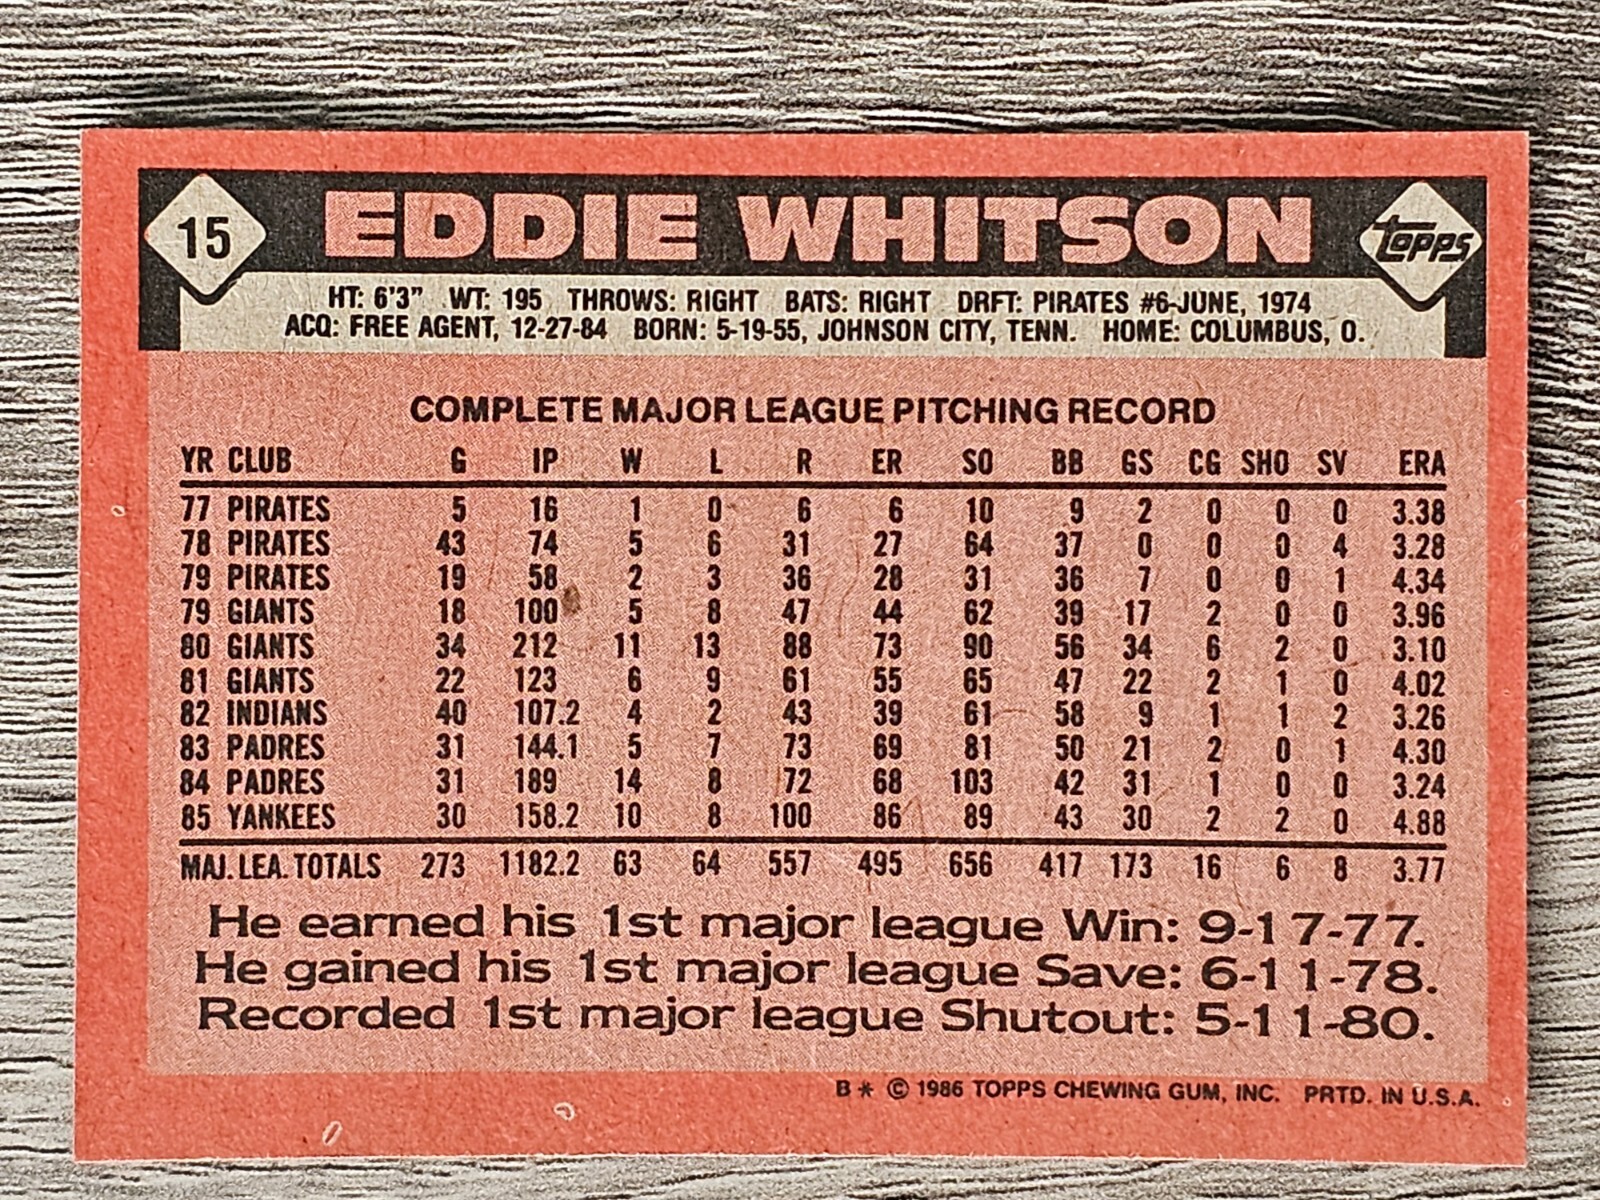 15 EDDIE WHITSON topps
HT: 6'3" WT: 195 THROWS: RIGHT BATS: RIGHT DRFT: PIRATES #6-JUNE, 1974
ACQ: FREE AGENT, 12-27-84 BORN: 5-19-55, JOHNSON CITY, TENN. HOME: COLUMBUS, O.
COMPLETE MAJOR LEAGUE PITCHING RECORD
YR CLUB G IP W L R ER SO BB GS CG SHO SV ERA
77 PIRATES 5 16 1 0 6 6 10 9 2 0 0 0 3.38
78 PIRATES 43 74 5 6 31 27 64 37 0 0 0 4 3.28
79 PIRATES 19 58 2 3 36 28 31 36 7 0 0 1 4.34
79 GIANTS 18 100 5 8 47 44 62 39 17 2 0 0 3.96
80 GIANTS 34 212 11 13 88 73 90 56 34 6 2 0 3.10
81 GIANTS 22 123 6 9 61 55 65 47 22 2 1 0 4.02
82 INDIANS 40 107.2 4 2 43 39 61 58 9 1 1 2 3.26
83 PADRES 31 144.1 5 7 73 69 81 50 21 2 0 1 4.30
84 PADRES 31 189 14 8 72 68 103 42 31 1 0 0 3.24
85 YANKEES 30 158.2 10 8 100 86 89 43 30 2 2 0 4.88
MAJ. LEA. TOTALS 273 1182.2 63 64 557 495 656 417 173 16 6 8 3.77
He earned his 1st major league Win: 9-17-77.
He gained his 1st major league Save: 6-11-78.
Recorded 1st major league Shutout: 5-11-80.
B* © 1986 TOPPS CHEWING GUM, INC. PRTD. IN U.S.A.